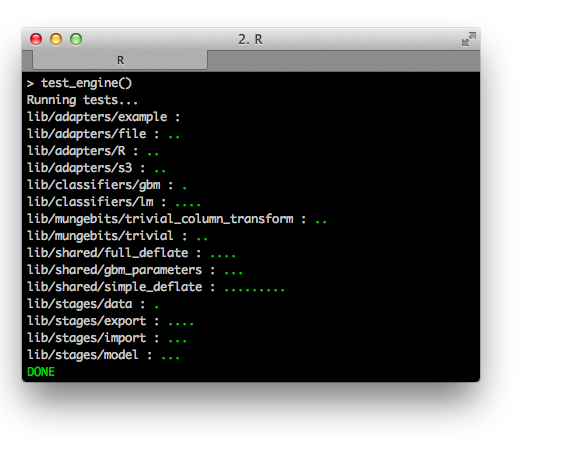 2. R
R
> test_engine()
Running tests...
lib/adapters/example :
lib/adapters/file : ..
lib/adapters/R : ..
lib/adapters/s3 : ..
lib/classifiers/gbm : .
lib/classifiers/lm : ....
lib/mungebits/trivial_column_transform : ..
lib/mungebits/trivial : ..
lib/shared/full_deflate : ....
lib/shared/gbm_parameters : ...
lib/shared/simple_deflate : .........
lib/stages/data : .
lib/stages/export : ....
lib/stages/import : ...
lib/stages/model : ...
DONE